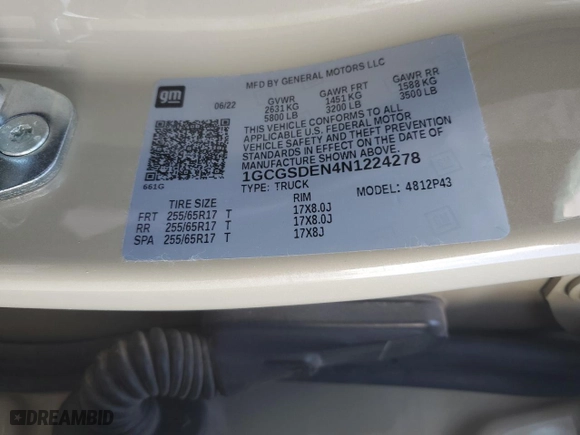 MFD BY GENERAL MOTORS LLC
gm
06/22
GVWR GAWR FRT GAWR RR
2631 KG 1451 KG 1588 KG
5800 LB 3200 LB 3500 LB
THIS VEHICLE CONFORMS TO ALL
APPLICABLE U.S. FEDERAL MOTOR
VEHICLE SAFETY AND THEFT PREVENTION
STANDARDS IN EFFECT ON THE DATE OF
MANUFACTURE SHOWN ABOVE.
1GCGSDEN4N1224278
TYPE: TRUCK MODEL: 4812P43
661G
TIRE SIZE RIM
FRT 255/65R17 T 17X8.0J
RR 255/65R17 T 17X8.0J
SPA 255/65R17 T 17X8J
DREAMBID